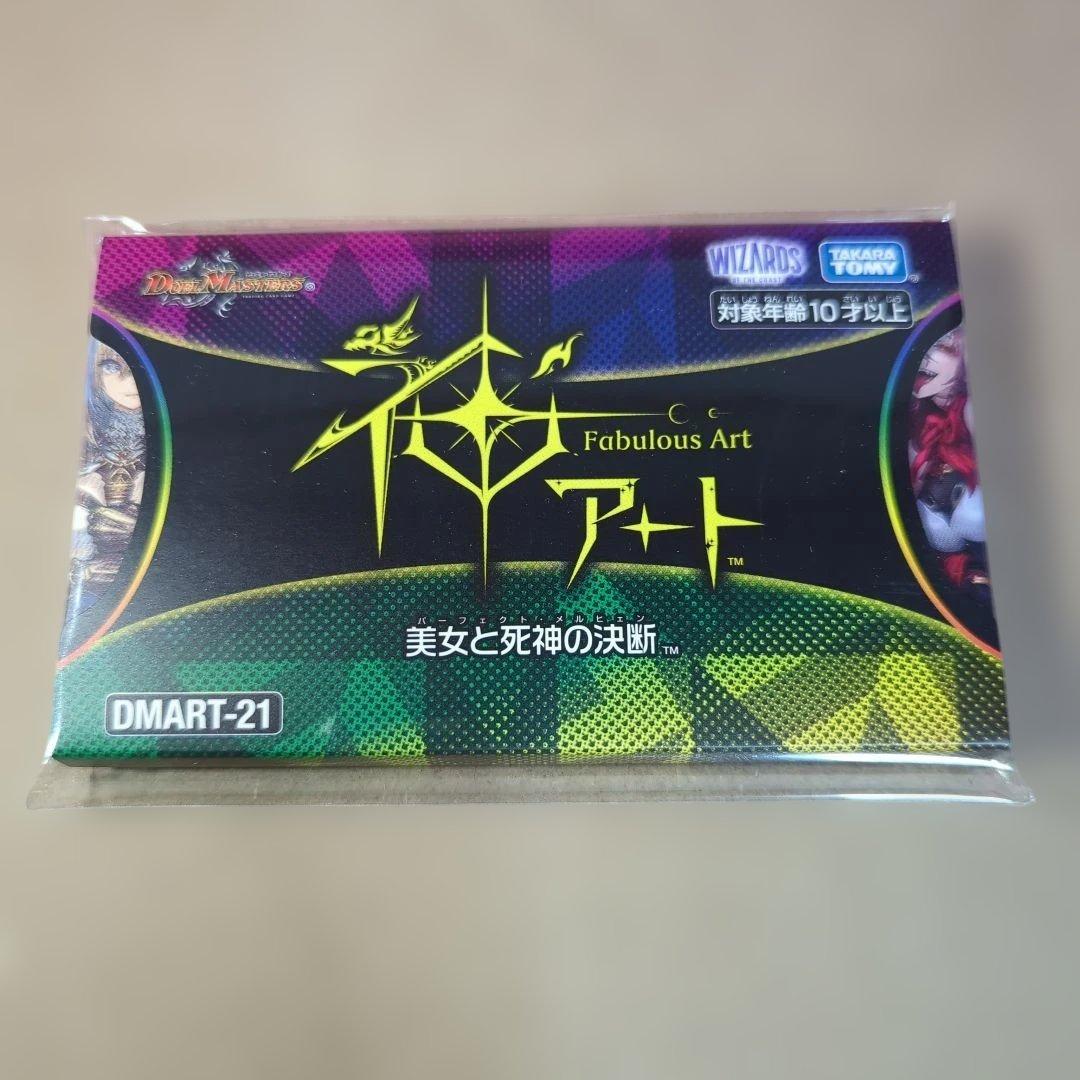 DUEL MASTERS
TRADING CARD GAME
WIZARDS
OF THE COAST
TAKARA
TOMY
たいしょうねんれい さいいじょう
対象年齢10才以上
神
Fabulous Art
アート
TM
パーフェクト・メルヒェン
美女と死神の決断TM
DMART-21